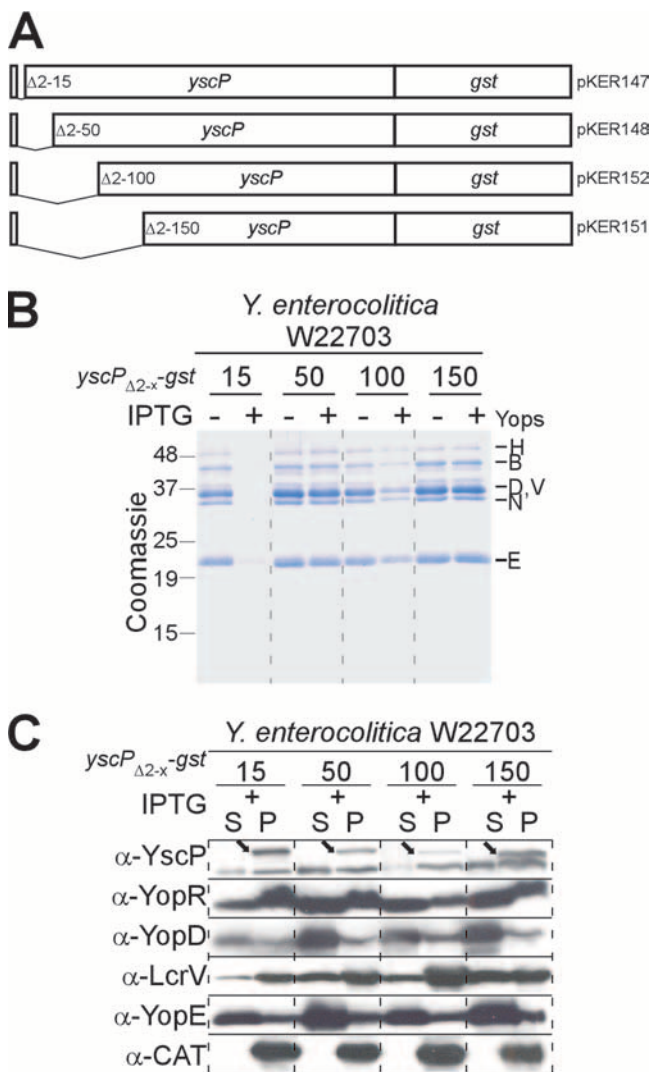 A
Δ2-15 yscP gst pKER147
Δ2-50 yscP gst pKER148
Δ2-100 yscP gst pKER152
Δ2-150 yscP gst pKER151
B
Y. enterocolitica
W22703
yscPΔ2-x-gst 15 50 100 150
IPTG - + - + - + - + Yops
48 H
B
37 D,V
N
25
E
19
15
Coomassie
C
Y. enterocolitica W22703
yscPΔ2-x-gst 15 50 100 150
IPTG + + + +
S P S P S P S P
α-YscP
α-YopR
α-YopD
α-LcrV
α-YopE
α-CAT